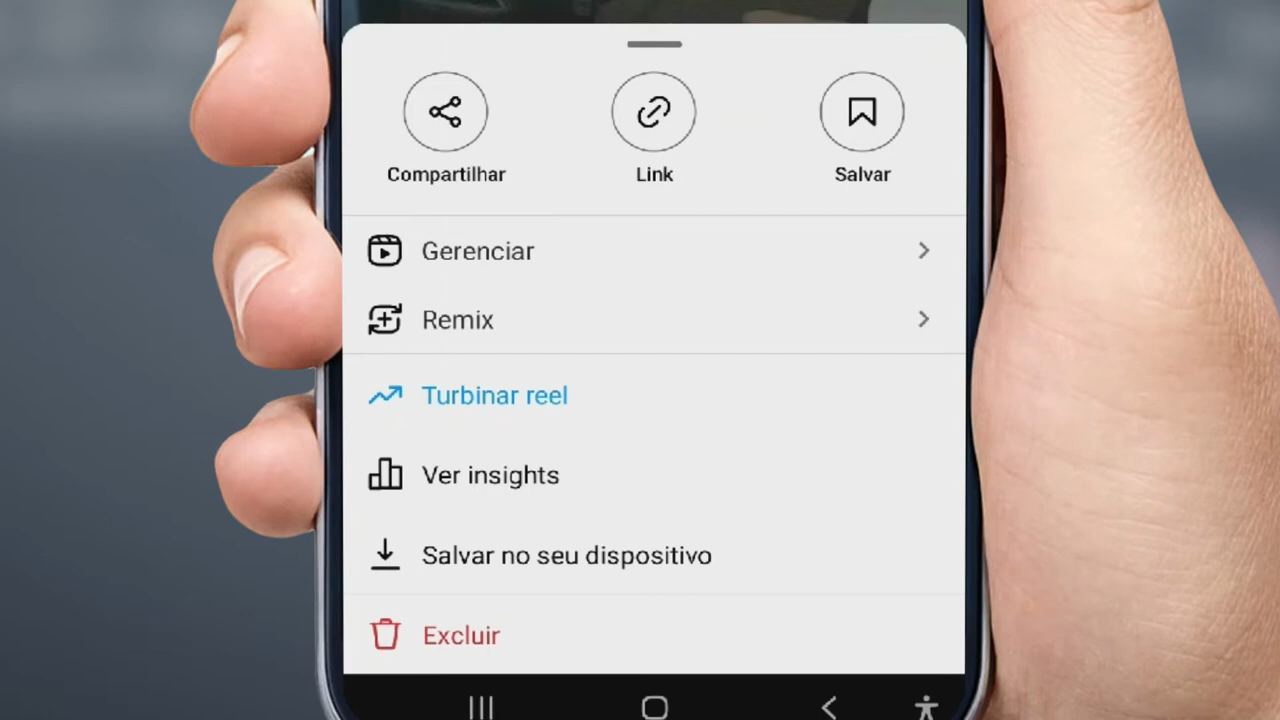 Compartilhar
Link
Salvar
Gerenciar
Remix
Turbinar reel
Ver insights
Salvar no seu dispositivo
Excluir